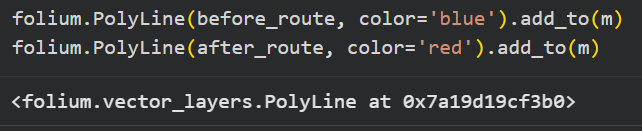 folium.PolyLine(before_route, color='blue').add_to(m)
folium.PolyLine(after_route, color='red').add_to(m)
<folium.vector_layers.PolyLine at 0x7a19d19cf3b0>